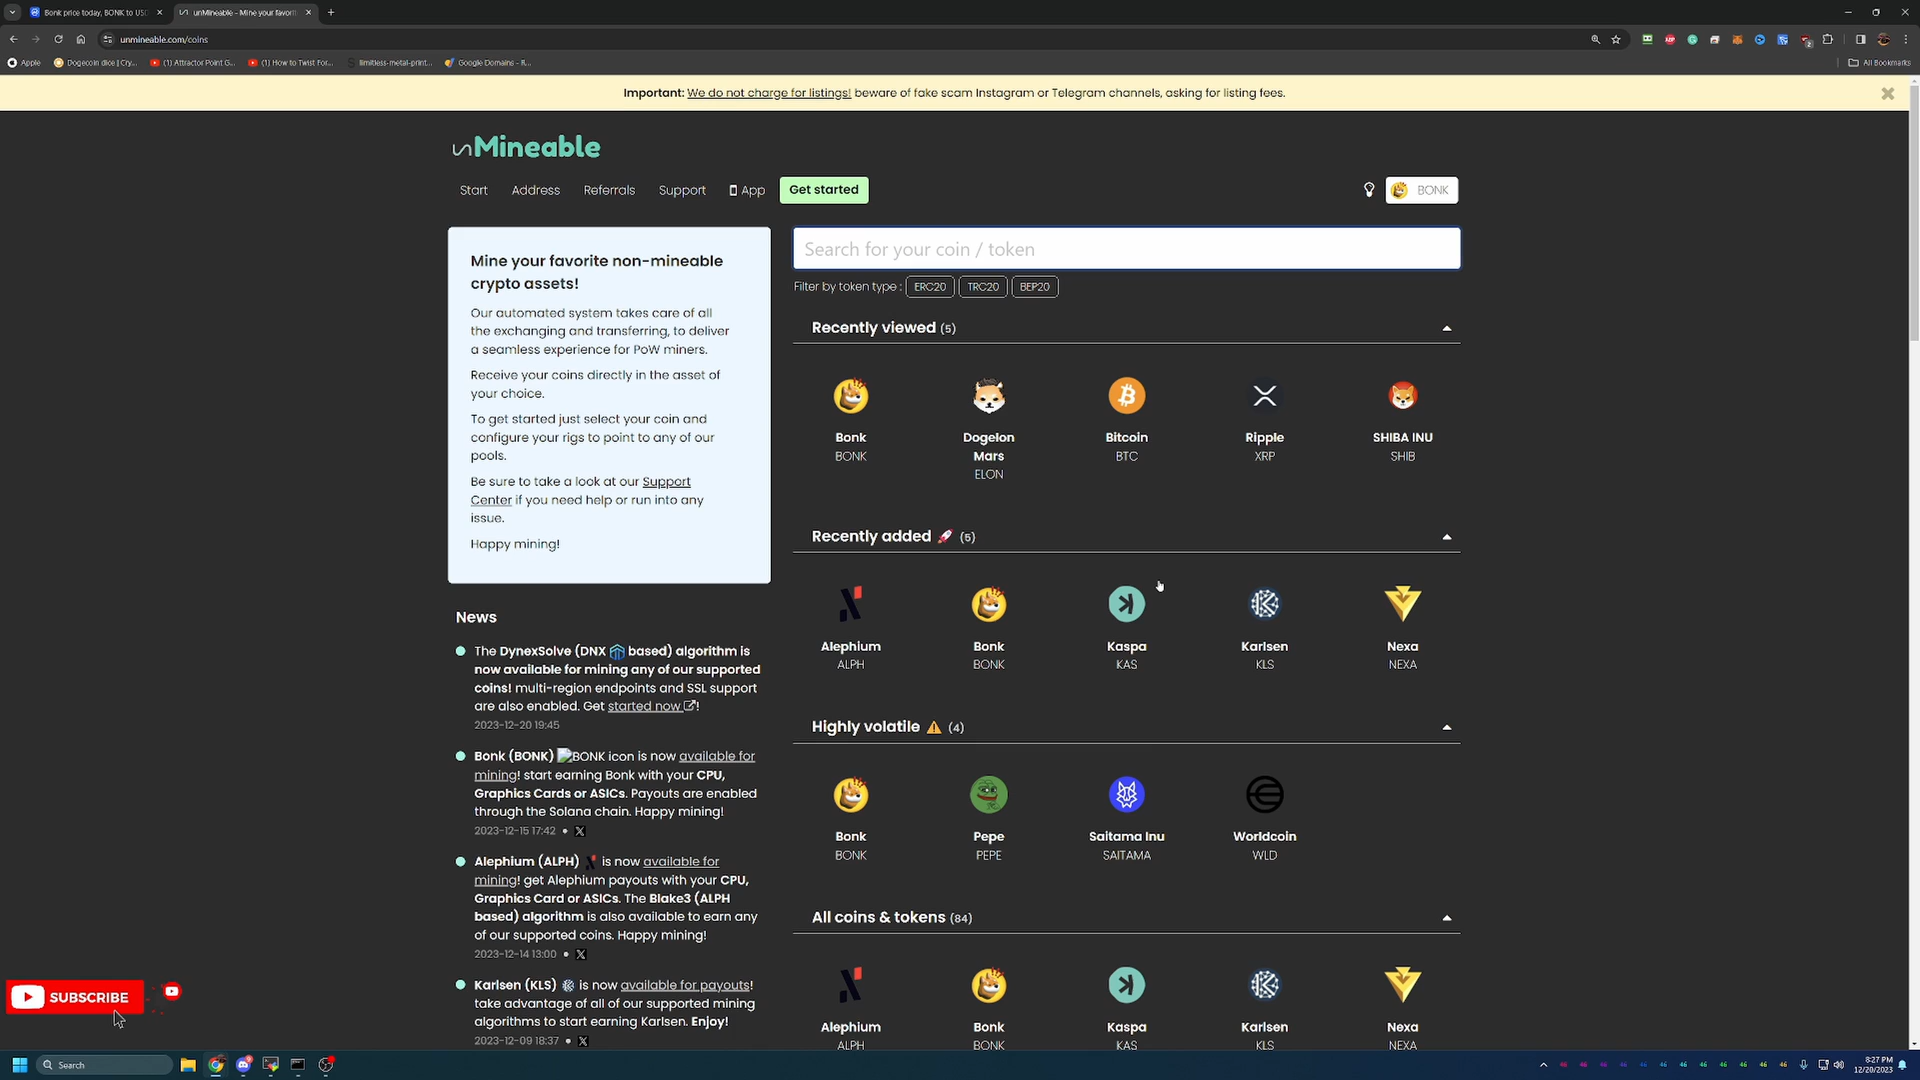 Bonk price today, BONK to USD
unMineable - Mine your favori
unmineable.com/coins
Apple
Dogecoin dice | Cry...
(1) Attractor Point G...
(1) How to Twist For...
limitless-metal-print...
Google Domains - R...
All Bookmarks
Important: We do not charge for listings! beware of fake scam Instagram or Telegram channels, asking for listing fees.
unMineable
Start
Address
Referrals
Support
App
Get started
BONK
Mine your favorite non-mineable
crypto assets!
Our automated system takes care of all
the exchanging and transferring, to deliver
a seamless experience for PoW miners.
Receive your coins directly in the asset of
your choice.
To get started just select your coin and
configure your rigs to point to any of our
pools.
Be sure to take a look at our Support
Center if you need help or run into any
issue.
Happy mining!
News
The DynexSolve (DNX based) algorithm is
now available for mining any of our supported
coins! multi-region endpoints and SSL support
are also enabled. Get started now !
2023-12-20 19:45
Bonk (BONK) BONK icon is now available for
mining! start earning Bonk with your CPU,
Graphics Cards or ASICs. Payouts are enabled
through the Solana chain. Happy mining!
2023-12-15 17:42 • X
Alephium (ALPH) is now available for
mining! get Alephium payouts with your CPU,
Graphics Card or ASICs. The Blake3 (ALPH
based) algorithm is also available to earn any
of our supported coins. Happy mining!
2023-12-14 13:00 • X
Karlsen (KLS) is now available for payouts!
take advantage of all of our supported mining
algorithms to start earning Karlsen. Enjoy!
2023-12-09 18:37 • X
Search for your coin / token
Filter by token type : ERC20 TRC20 BEP20
Recently viewed (5)
Bonk
BONK
Dogelon
Mars
ELON
Bitcoin
BTC
Ripple
XRP
SHIBA INU
SHIB
Recently added (5)
Alephium
ALPH
Bonk
BONK
Kaspa
KAS
Karlsen
KLS
Nexa
NEXA
Highly volatile (4)
Bonk
BONK
Pepe
PEPE
Saitama Inu
SAITAMA
Worldcoin
WLD
All coins & tokens (84)
Alephium
ALPH
Bonk
BONK
Kaspa
KAS
Karlsen
KLS
Nexa
NEXA
SUBSCRIBE
Search
8:27 PM
12/20/2023